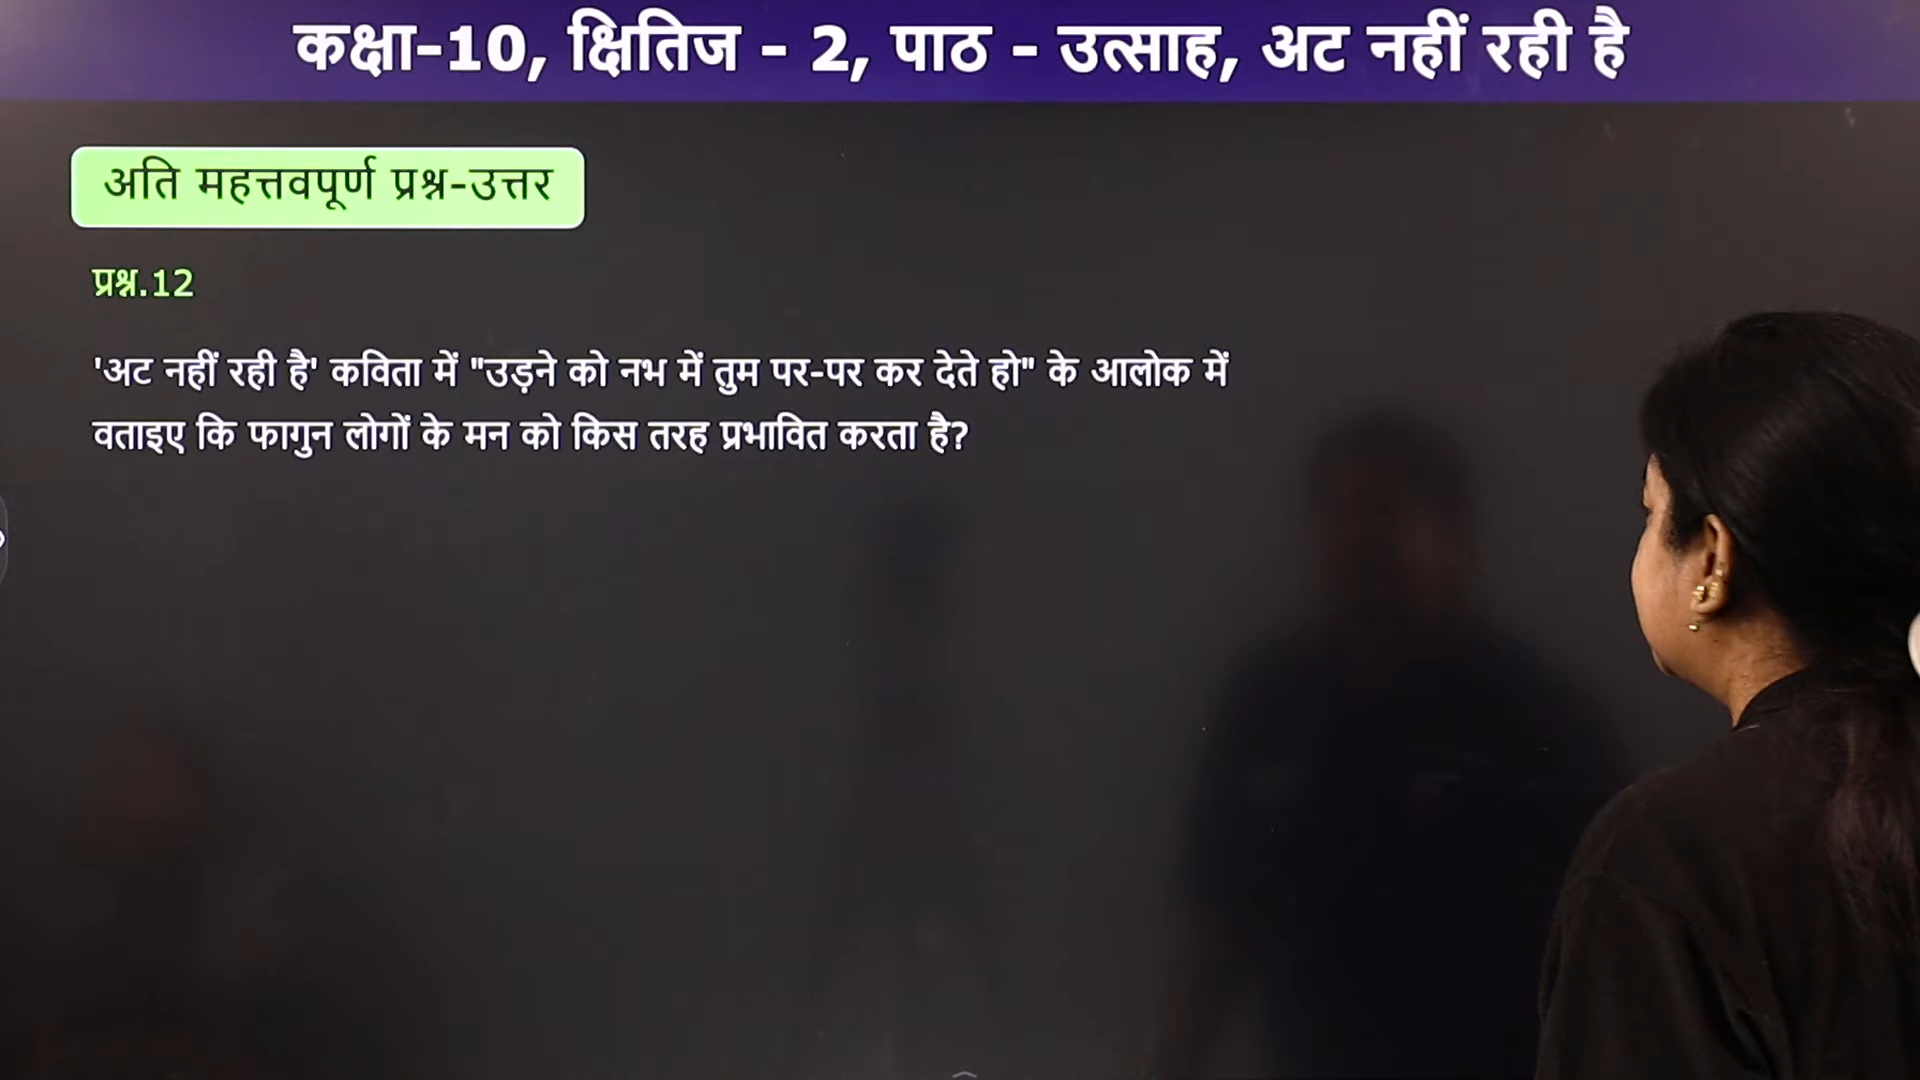 कक्षा-10, क्षितिज - 2, पाठ - उत्साह, अट नहीं रही है
अति महत्तवपूर्ण प्रश्न-उत्तर
प्रश्न.12
'अट नहीं रही है' कविता में "उड़ने को नभ में तुम पर-पर कर देते हो" के आलोक में
वताइए कि फागुन लोगों के मन को किस तरह प्रभावित करता है?